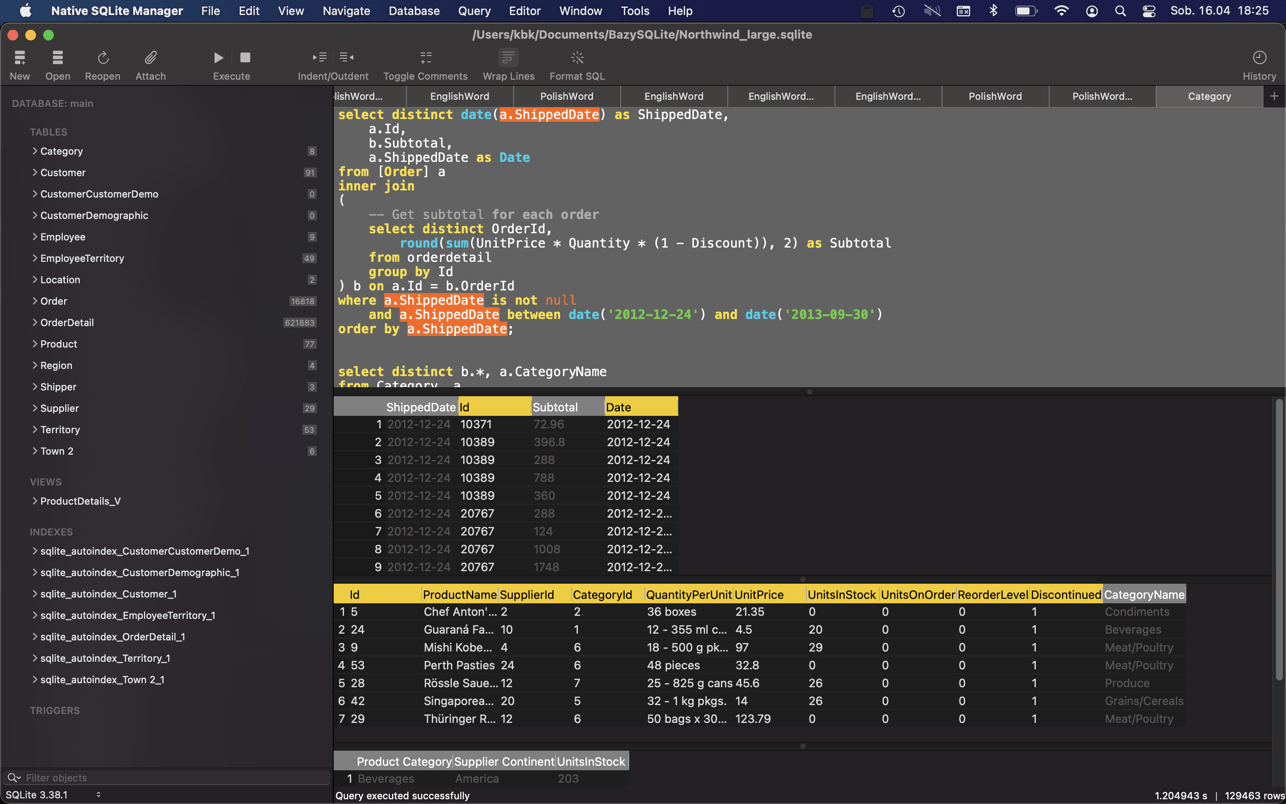 Native SQLite Manager File Edit View Navigate Database Query Editor Window Tools Help Sob. 16.04 18:25
/Users/kbk/Documents/BazySQLite/Northwind_large.sqlite
New Open Reopen Attach Execute Indent/Outdent Toggle Comments Wrap Lines Format SQL History
DATABASE: main
TABLES
Category 8
Customer 91
CustomerCustomerDemo 0
CustomerDemographic 0
Employee 9
EmployeeTerritory 49
Location 2
Order 16818
OrderDetail 621883
Product 77
Region 4
Shipper 3
Supplier 29
Territory 53
Town 2 6
VIEWS
ProductDetails_V
INDEXES
sqlite_autoindex_CustomerCustomerDemo_1
sqlite_autoindex_CustomerDemographic_1
sqlite_autoindex_Customer_1
sqlite_autoindex_EmployeeTerritory_1
sqlite_autoindex_OrderDetail_1
sqlite_autoindex_Territory_1
sqlite_autoindex_Town 2_1
TRIGGERS
Filter objects
SQLite 3.38.1
lishWord... EnglishWord PolishWord EnglishWord EnglishWord... EnglishWord... PolishWord PolishWord... Category +
select distinct date(a.ShippedDate) as ShippedDate,
a.Id,
b.Subtotal,
a.ShippedDate as Date
from [Order] a
inner join
(
-- Get subtotal for each order
select distinct OrderId,
round(sum(UnitPrice * Quantity * (1 - Discount)), 2) as Subtotal
from orderdetail
group by Id
) b on a.Id = b.OrderId
where a.ShippedDate is not null
and a.ShippedDate between date('2012-12-24') and date('2013-09-30')
order by a.ShippedDate;
select distinct b.*, a.CategoryName
from Category a
ShippedDate Id Subtotal Date
1 2012-12-24 10371 72.96 2012-12-24
2 2012-12-24 10389 396.8 2012-12-24
3 2012-12-24 10389 288 2012-12-24
4 2012-12-24 10389 788 2012-12-24
5 2012-12-24 10389 360 2012-12-24
6 2012-12-24 20767 288 2012-12-2...
7 2012-12-24 20767 124 2012-12-2...
8 2012-12-24 20767 1008 2012-12-2...
9 2012-12-24 20767 1748 2012-12-2...
Id ProductName SupplierId CategoryId QuantityPerUnit UnitPrice UnitsInStock UnitsOnOrder ReorderLevel Discontinued CategoryName
1 5 Chef Anton'... 2 2 36 boxes 21.35 0 0 0 1 Condiments
2 24 Guaraná Fa... 10 1 12 - 355 ml c... 4.5 20 0 0 1 Beverages
3 9 Mishi Kobe... 4 6 18 - 500 g pk... 97 29 0 0 1 Meat/Poultry
4 53 Perth Pasties 24 6 48 pieces 32.8 0 0 0 1 Meat/Poultry
5 28 Rössle Saue... 12 7 25 - 825 g cans 45.6 26 0 0 1 Produce
6 42 Singaporea... 20 5 32 - 1 kg pkgs. 14 26 0 0 1 Grains/Cereals
7 29 Thüringer R... 12 6 50 bags x 30... 123.79 0 0 0 1 Meat/Poultry
Product Category Supplier Continent UnitsInStock
1 Beverages America 203
Query executed successfully 1.204943 s | 129463 rows